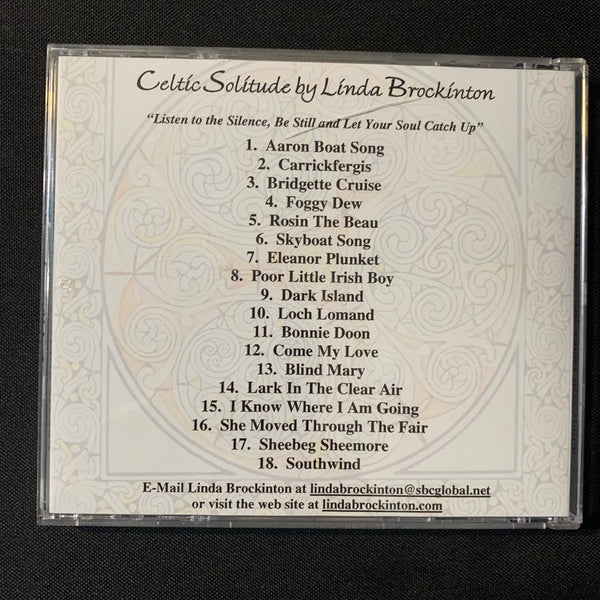 Celtic Solitude by Linda Brockinton
“Listen to the Silence, Be Still and Let Your Soul Catch Up”
1. Aaron Boat Song
2. Carrickfergis
3. Bridgette Cruise
4. Foggy Dew
5. Rosin The Beau
6. Skyboat Song
7. Eleanor Plunket
8. Poor Little Irish Boy
9. Dark Island
10. Loch Lomand
11. Bonnie Doon
12. Come My Love
13. Blind Mary
14. Lark In The Clear Air
15. I Know Where I Am Going
16. She Moved Through The Fair
17. Sheebeg Sheemore
18. Southwind
E-Mail Linda Brockinton at lindabrockinton@sbcglobal.net
or visit the web site at lindabrockinton.com